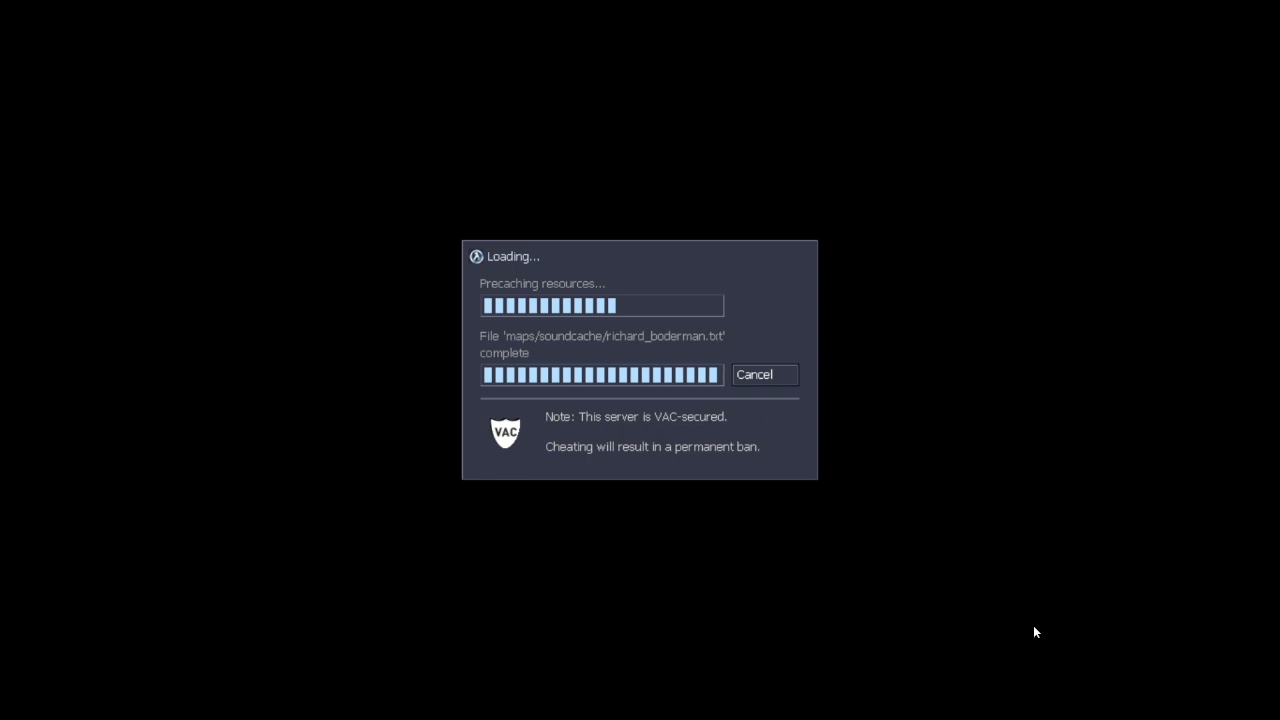 Loading...
Precaching resources...
File 'maps/soundcache/richard_boderman.txt'
complete
Cancel
VAC
Note: This server is VAC-secured.
Cheating will result in a permanent ban.